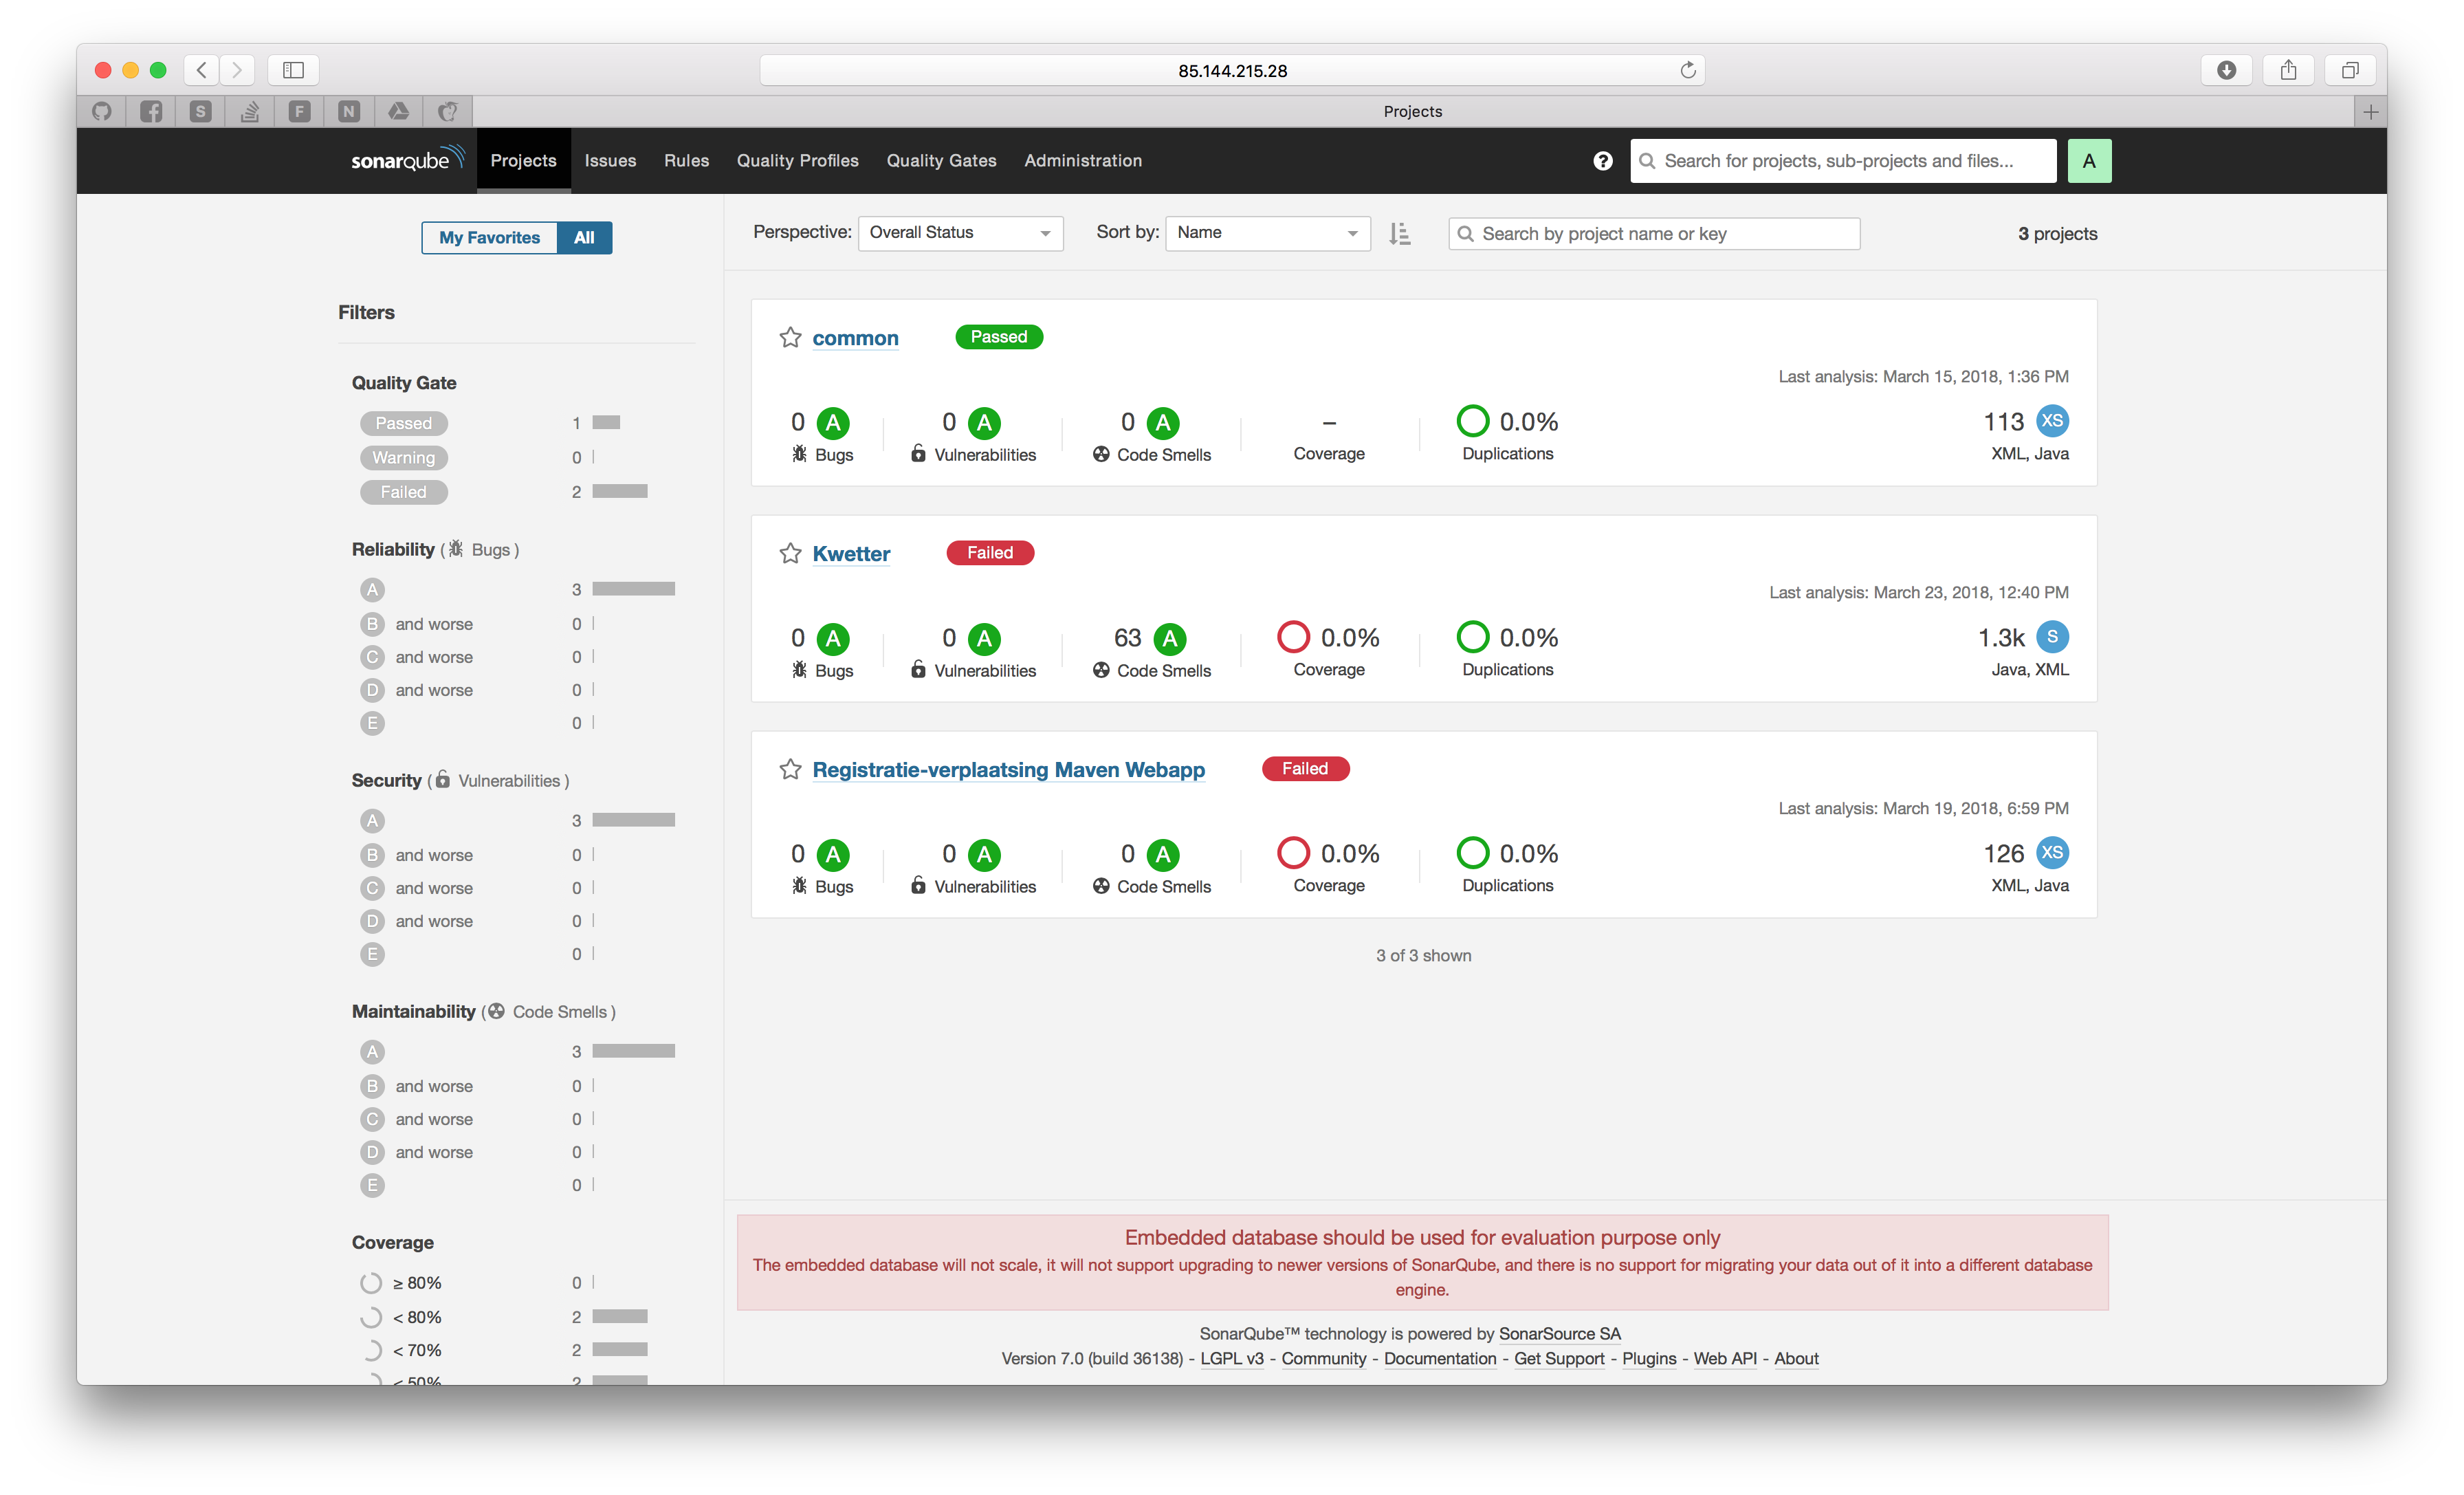 85.144.215.28
S
F
N
Projects
sonarqube Projects Issues Rules Quality Profiles Quality Gates Administration
? Search for projects, sub-projects and files... A
My Favorites All
Perspective: Overall Status Sort by: Name Search by project name or key 3 projects
Filters
Quality Gate
Passed 1
Warning 0
Failed 2
Reliability ( Bugs )
A 3
B and worse 0
C and worse 0
D and worse 0
E 0
Security ( Vulnerabilities )
A 3
B and worse 0
C and worse 0
D and worse 0
E 0
Maintainability ( Code Smells )
A 3
B and worse 0
C and worse 0
D and worse 0
E 0
Coverage
≥ 80% 0
< 80% 2
< 70% 2
< 50% 2
common Passed
Last analysis: March 15, 2018, 1:36 PM
0 A 0 A 0 A – 0.0% 113 XS
Bugs Vulnerabilities Code Smells Coverage Duplications XML, Java
Kwetter Failed
Last analysis: March 23, 2018, 12:40 PM
0 A 0 A 63 A 0.0% 0.0% 1.3k S
Bugs Vulnerabilities Code Smells Coverage Duplications Java, XML
Registratie-verplaatsing Maven Webapp Failed
Last analysis: March 19, 2018, 6:59 PM
0 A 0 A 0 A 0.0% 0.0% 126 XS
Bugs Vulnerabilities Code Smells Coverage Duplications XML, Java
3 of 3 shown
Embedded database should be used for evaluation purpose only
The embedded database will not scale, it will not support upgrading to newer versions of SonarQube, and there is no support for migrating your data out of it into a different database
engine.
SonarQube™ technology is powered by SonarSource SA
Version 7.0 (build 36138) - LGPL v3 - Community - Documentation - Get Support - Plugins - Web API - About